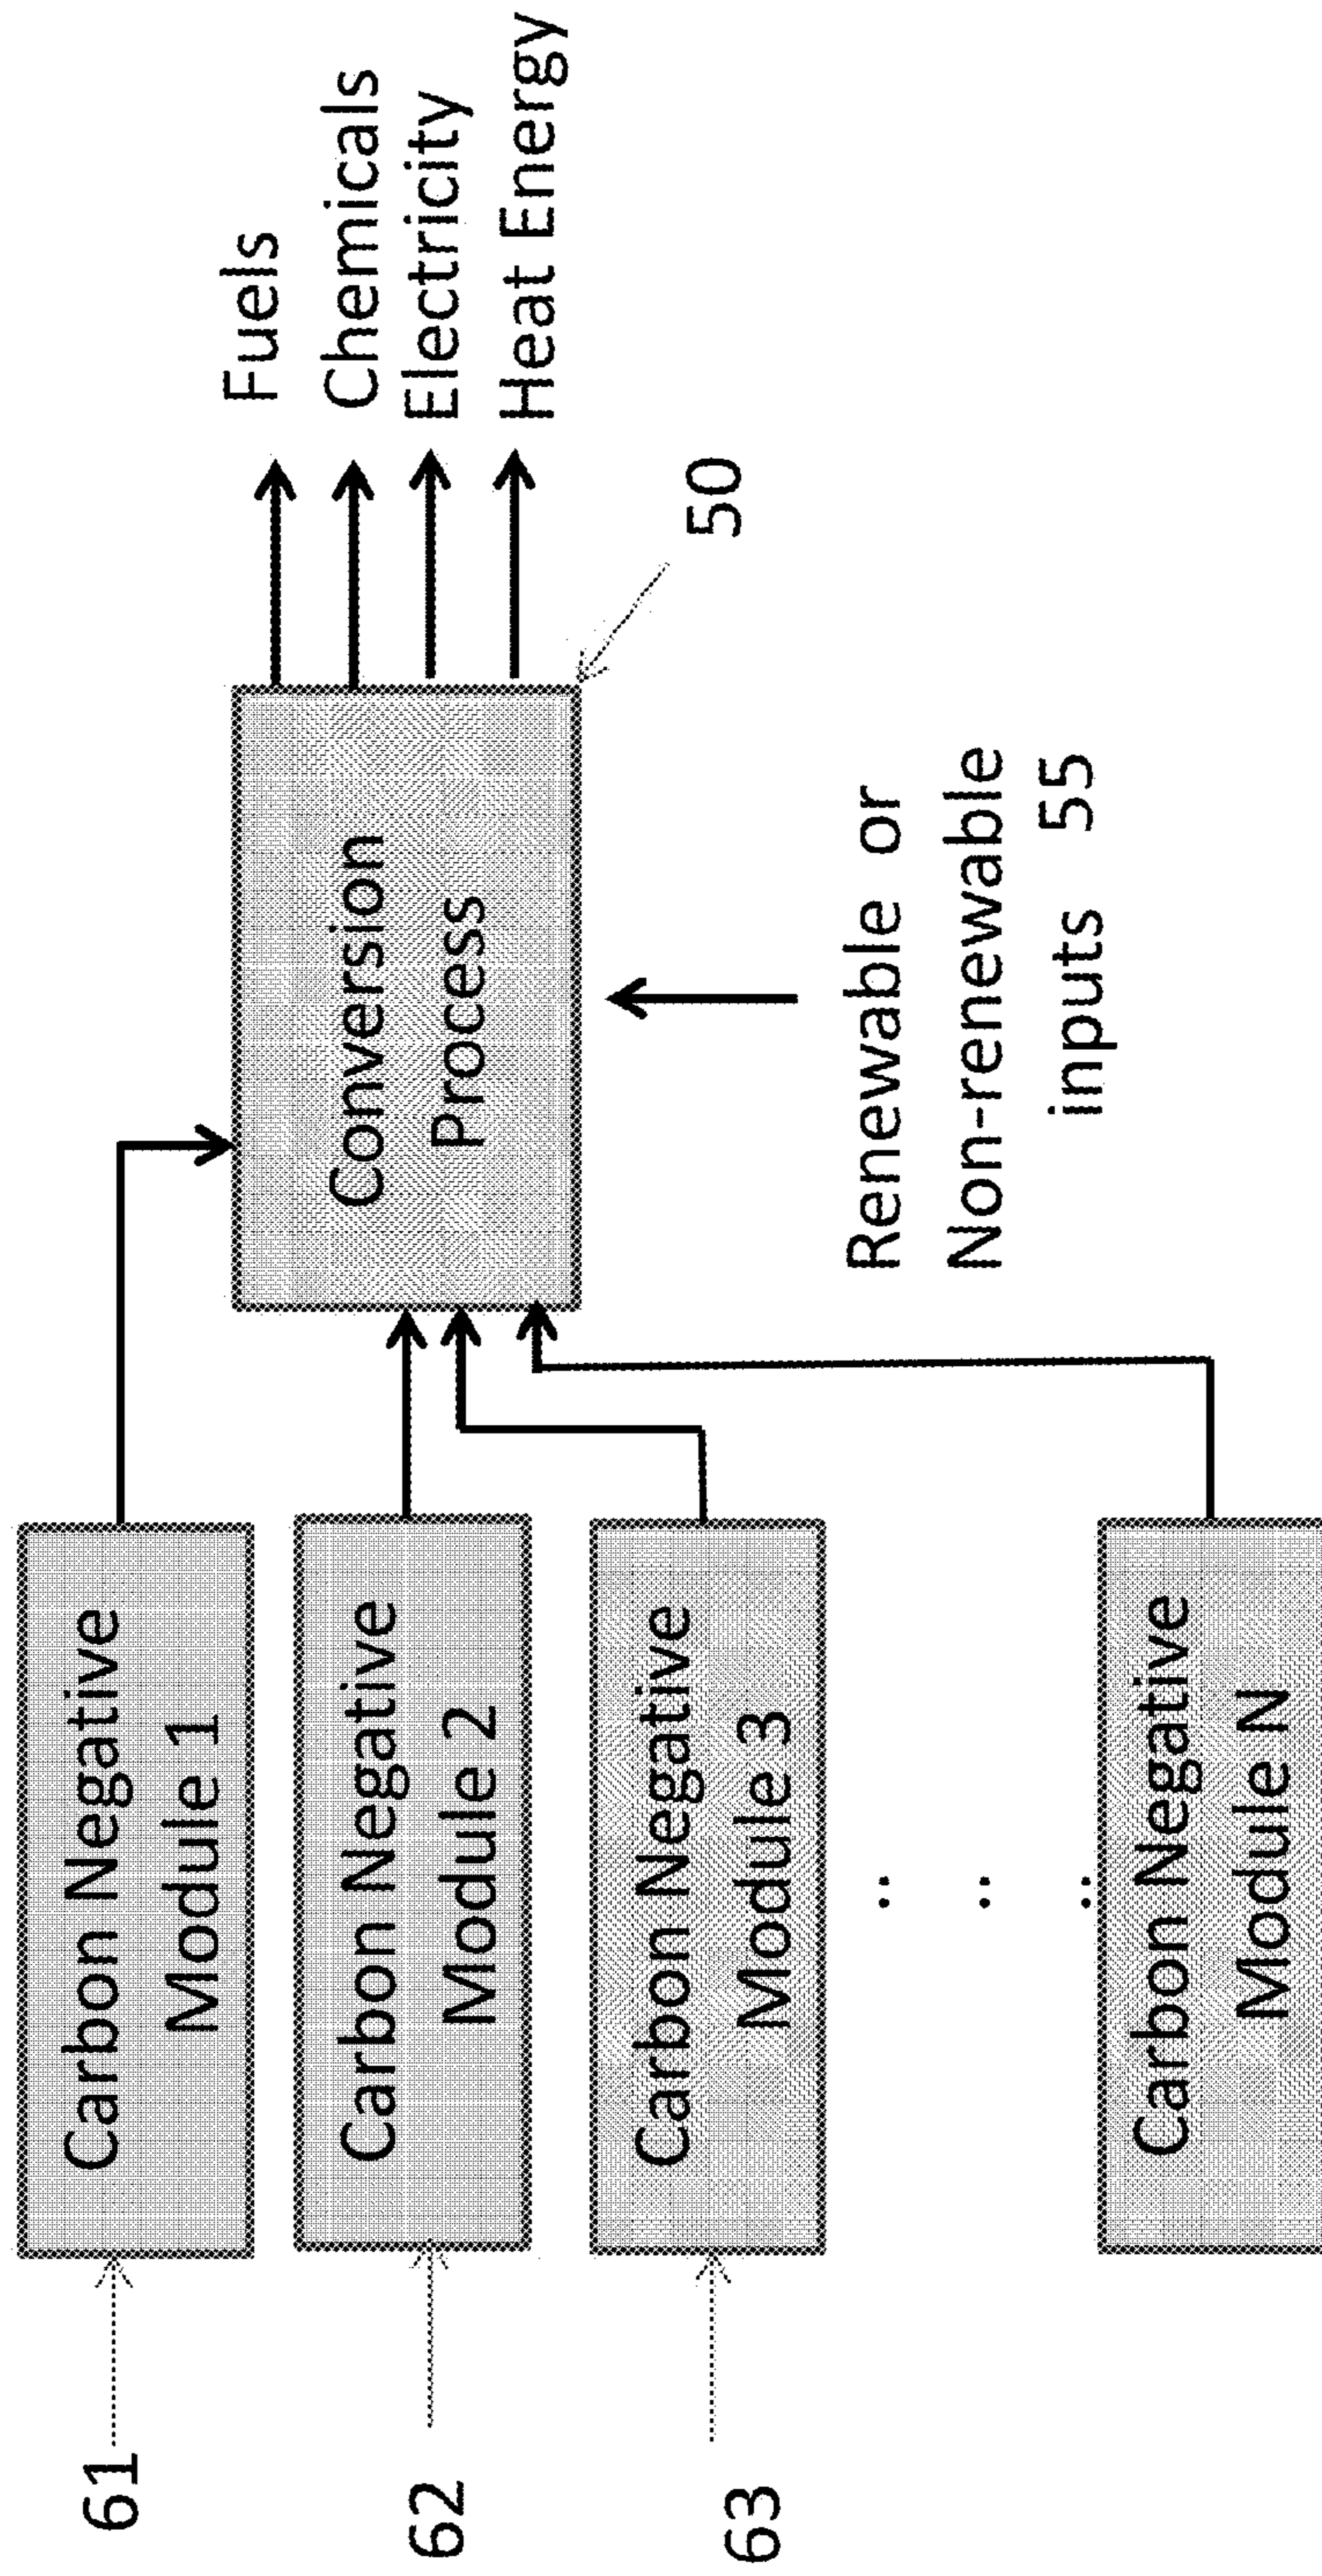 61
Carbon Negative
Module 1
62
Carbon Negative
Module 2
63
Carbon Negative
Module 3
Carbon Negative
Module N
Conversion
Process
50
Renewable or
Non-renewable
inputs 55
Fuels
Chemicals
Electricity
Heat Energy